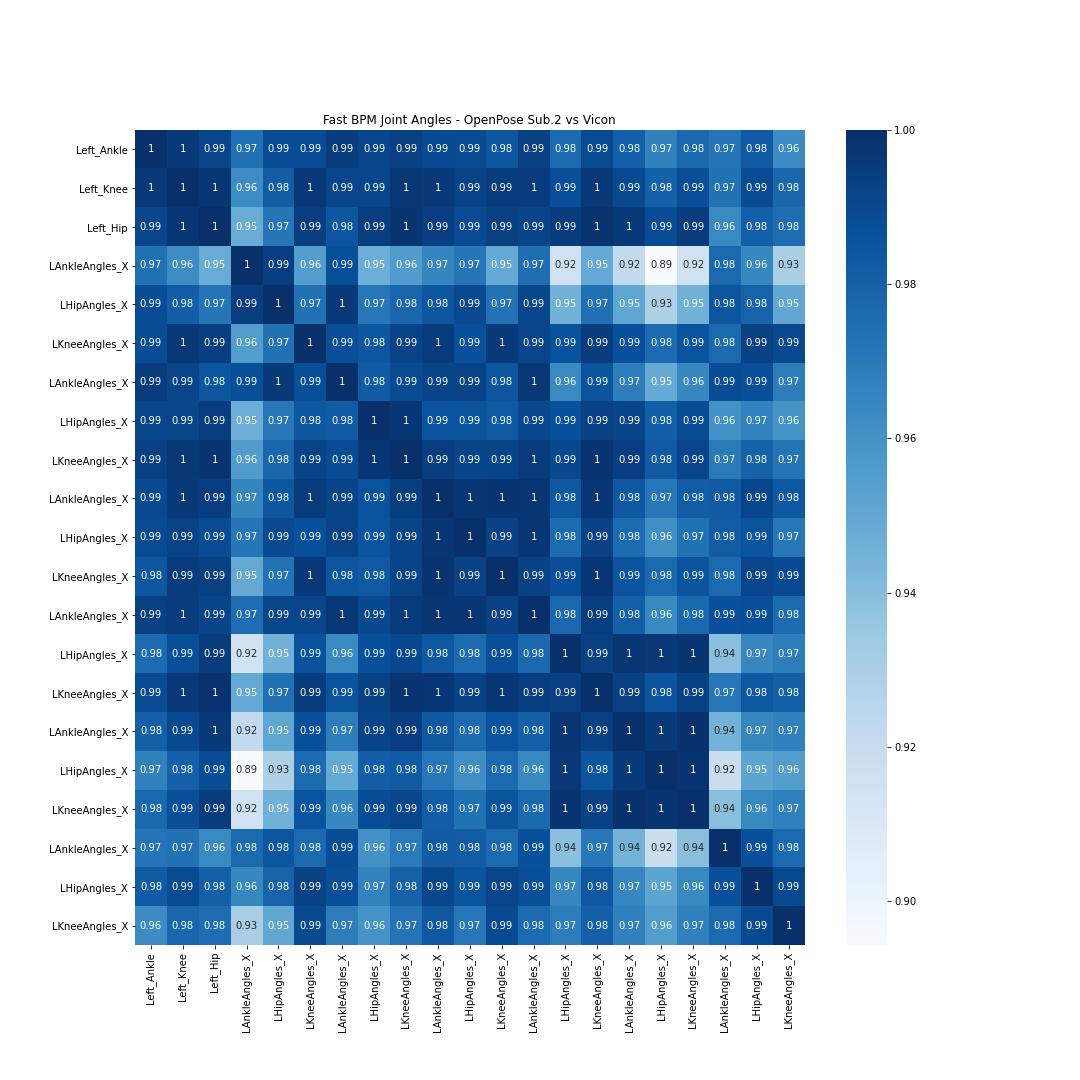 Fast BPM Joint Angles - OpenPose Sub.2 vs Vicon
Left_Ankle 1 1 0.99 0.97 0.99 0.99 0.99 0.99 0.99 0.99 0.99 0.98 0.99 0.98 0.99 0.98 0.97 0.98 0.97 0.98 0.96
Left_Knee 1 1 1 0.96 0.98 1 0.99 0.99 1 1 0.99 0.99 1 0.99 1 0.99 0.98 0.99 0.97 0.99 0.98
Left_Hip 0.99 1 1 0.95 0.97 0.99 0.98 0.99 1 0.99 0.99 0.99 0.99 0.99 1 1 0.99 0.99 0.96 0.98 0.98
LAnkleAngles_X 0.97 0.96 0.95 1 0.99 0.96 0.99 0.95 0.96 0.97 0.97 0.95 0.97 0.92 0.95 0.92 0.89 0.92 0.98 0.96 0.93
LHipAngles_X 0.99 0.98 0.97 0.99 1 0.97 1 0.97 0.98 0.98 0.99 0.97 0.99 0.95 0.97 0.95 0.93 0.95 0.98 0.98 0.95
LKneeAngles_X 0.99 1 0.99 0.96 0.97 1 0.99 0.98 0.99 1 0.99 1 0.99 0.99 0.99 0.99 0.98 0.99 0.98 0.99 0.99
LAnkleAngles_X 0.99 0.99 0.98 0.99 1 0.99 1 0.98 0.99 0.99 0.99 0.98 1 0.96 0.99 0.97 0.95 0.96 0.99 0.99 0.97
LHipAngles_X 0.99 0.99 0.99 0.95 0.97 0.98 0.98 1 1 0.99 0.99 0.98 0.99 0.99 0.99 0.99 0.98 0.99 0.96 0.97 0.96
LKneeAngles_X 0.99 1 1 0.96 0.98 0.99 0.99 1 1 0.99 0.99 0.99 1 0.99 1 0.99 0.98 0.99 0.97 0.98 0.97
LAnkleAngles_X 0.99 1 0.99 0.97 0.98 1 0.99 0.99 0.99 1 1 1 1 0.98 1 0.98 0.97 0.98 0.98 0.99 0.98
LHipAngles_X 0.99 0.99 0.99 0.97 0.99 0.99 0.99 0.99 0.99 1 1 0.99 1 0.98 0.99 0.98 0.96 0.97 0.98 0.99 0.97
LKneeAngles_X 0.98 0.99 0.99 0.95 0.97 1 0.98 0.98 0.99 1 0.99 1 0.99 0.99 1 0.99 0.98 0.99 0.98 0.99 0.99
LAnkleAngles_X 0.99 1 0.99 0.97 0.99 0.99 1 0.99 1 1 1 0.99 1 0.98 0.99 0.98 0.96 0.98 0.99 0.99 0.98
LHipAngles_X 0.98 0.99 0.99 0.92 0.95 0.99 0.96 0.99 0.99 0.98 0.98 0.99 0.98 1 0.99 1 1 1 0.94 0.97 0.97
LKneeAngles_X 0.99 1 1 0.95 0.97 0.99 0.99 0.99 1 1 0.99 1 0.99 0.99 1 0.99 0.98 0.99 0.97 0.98 0.98
LAnkleAngles_X 0.98 0.99 1 0.92 0.95 0.99 0.97 0.99 0.99 0.98 0.98 0.99 0.98 1 0.99 1 1 1 0.94 0.97 0.97
LHipAngles_X 0.97 0.98 0.99 0.89 0.93 0.98 0.95 0.98 0.98 0.97 0.96 0.98 0.96 1 0.98 1 1 1 0.92 0.95 0.96
LKneeAngles_X 0.98 0.99 0.99 0.92 0.95 0.99 0.96 0.99 0.99 0.98 0.97 0.99 0.98 1 0.99 1 1 1 0.94 0.96 0.97
LAnkleAngles_X 0.97 0.97 0.96 0.98 0.98 0.98 0.99 0.96 0.97 0.98 0.98 0.98 0.99 0.94 0.97 0.94 0.92 0.94 1 0.99 0.98
LHipAngles_X 0.98 0.99 0.98 0.96 0.98 0.99 0.99 0.97 0.98 0.99 0.99 0.99 0.99 0.97 0.98 0.97 0.95 0.96 0.99 1 0.99
LKneeAngles_X 0.96 0.98 0.98 0.93 0.95 0.99 0.97 0.96 0.97 0.98 0.97 0.99 0.98 0.97 0.98 0.97 0.96 0.97 0.98 0.99 1
Left_Ankle
Left_Knee
Left_Hip
LAnkleAngles_X
LHipAngles_X
LKneeAngles_X
LAnkleAngles_X
LHipAngles_X
LKneeAngles_X
LAnkleAngles_X
LHipAngles_X
LKneeAngles_X
LAnkleAngles_X
LHipAngles_X
LKneeAngles_X
LAnkleAngles_X
LHipAngles_X
LKneeAngles_X
LAnkleAngles_X
LHipAngles_X
LKneeAngles_X
1.00
0.98
0.96
0.94
0.92
0.90